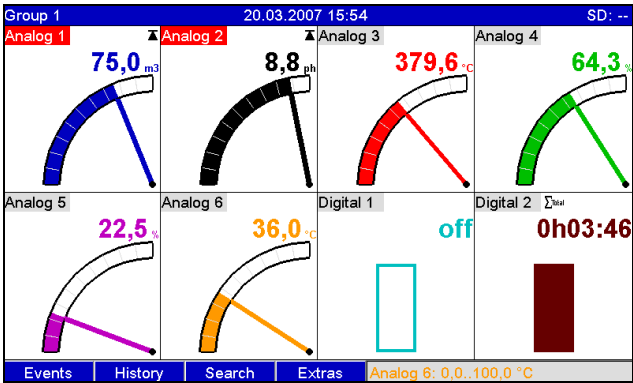 Group 1 20.03.2007 15:54 SD: --
Analog 1 Analog 2 Analog 3 Analog 4
75,0 m3 8,8 ph 379,6 °C 64,3 %
Analog 5 Analog 6 Digital 1 Digital 2 ΣTotal
22,5 % 36,0 °C off 0h03:46
Events History Search Extras Analog 6: 0,0..100,0 °C